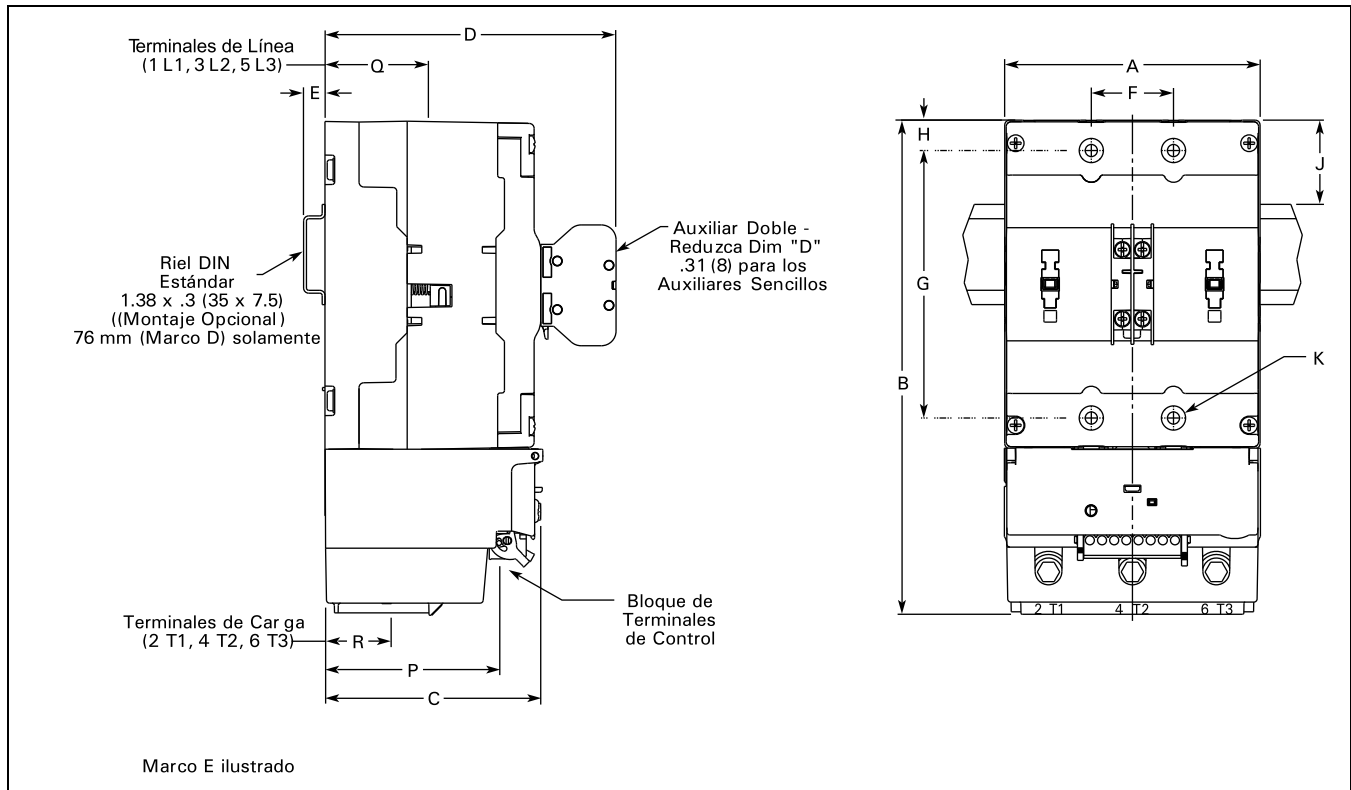 D
Terminales de Línea
(1 L1, 3 L2, 5 L3)
Q
E
A
F
H
J
Auxiliar Doble -
Reduzca Dim "D"
.31 (8) para los
Auxiliares Sencillos
Riel DIN
Estándar
1.38 x .3 (35 x 7.5)
((Montaje Opcional)
76 mm (Marco D) solamente
G
K
B
Bloque de
Terminales
de Control
Terminales de Car ga
(2 T1, 4 T2, 6 T3)
R
P
C
2 T1 4 T2 6 T3
Marco E ilustrado